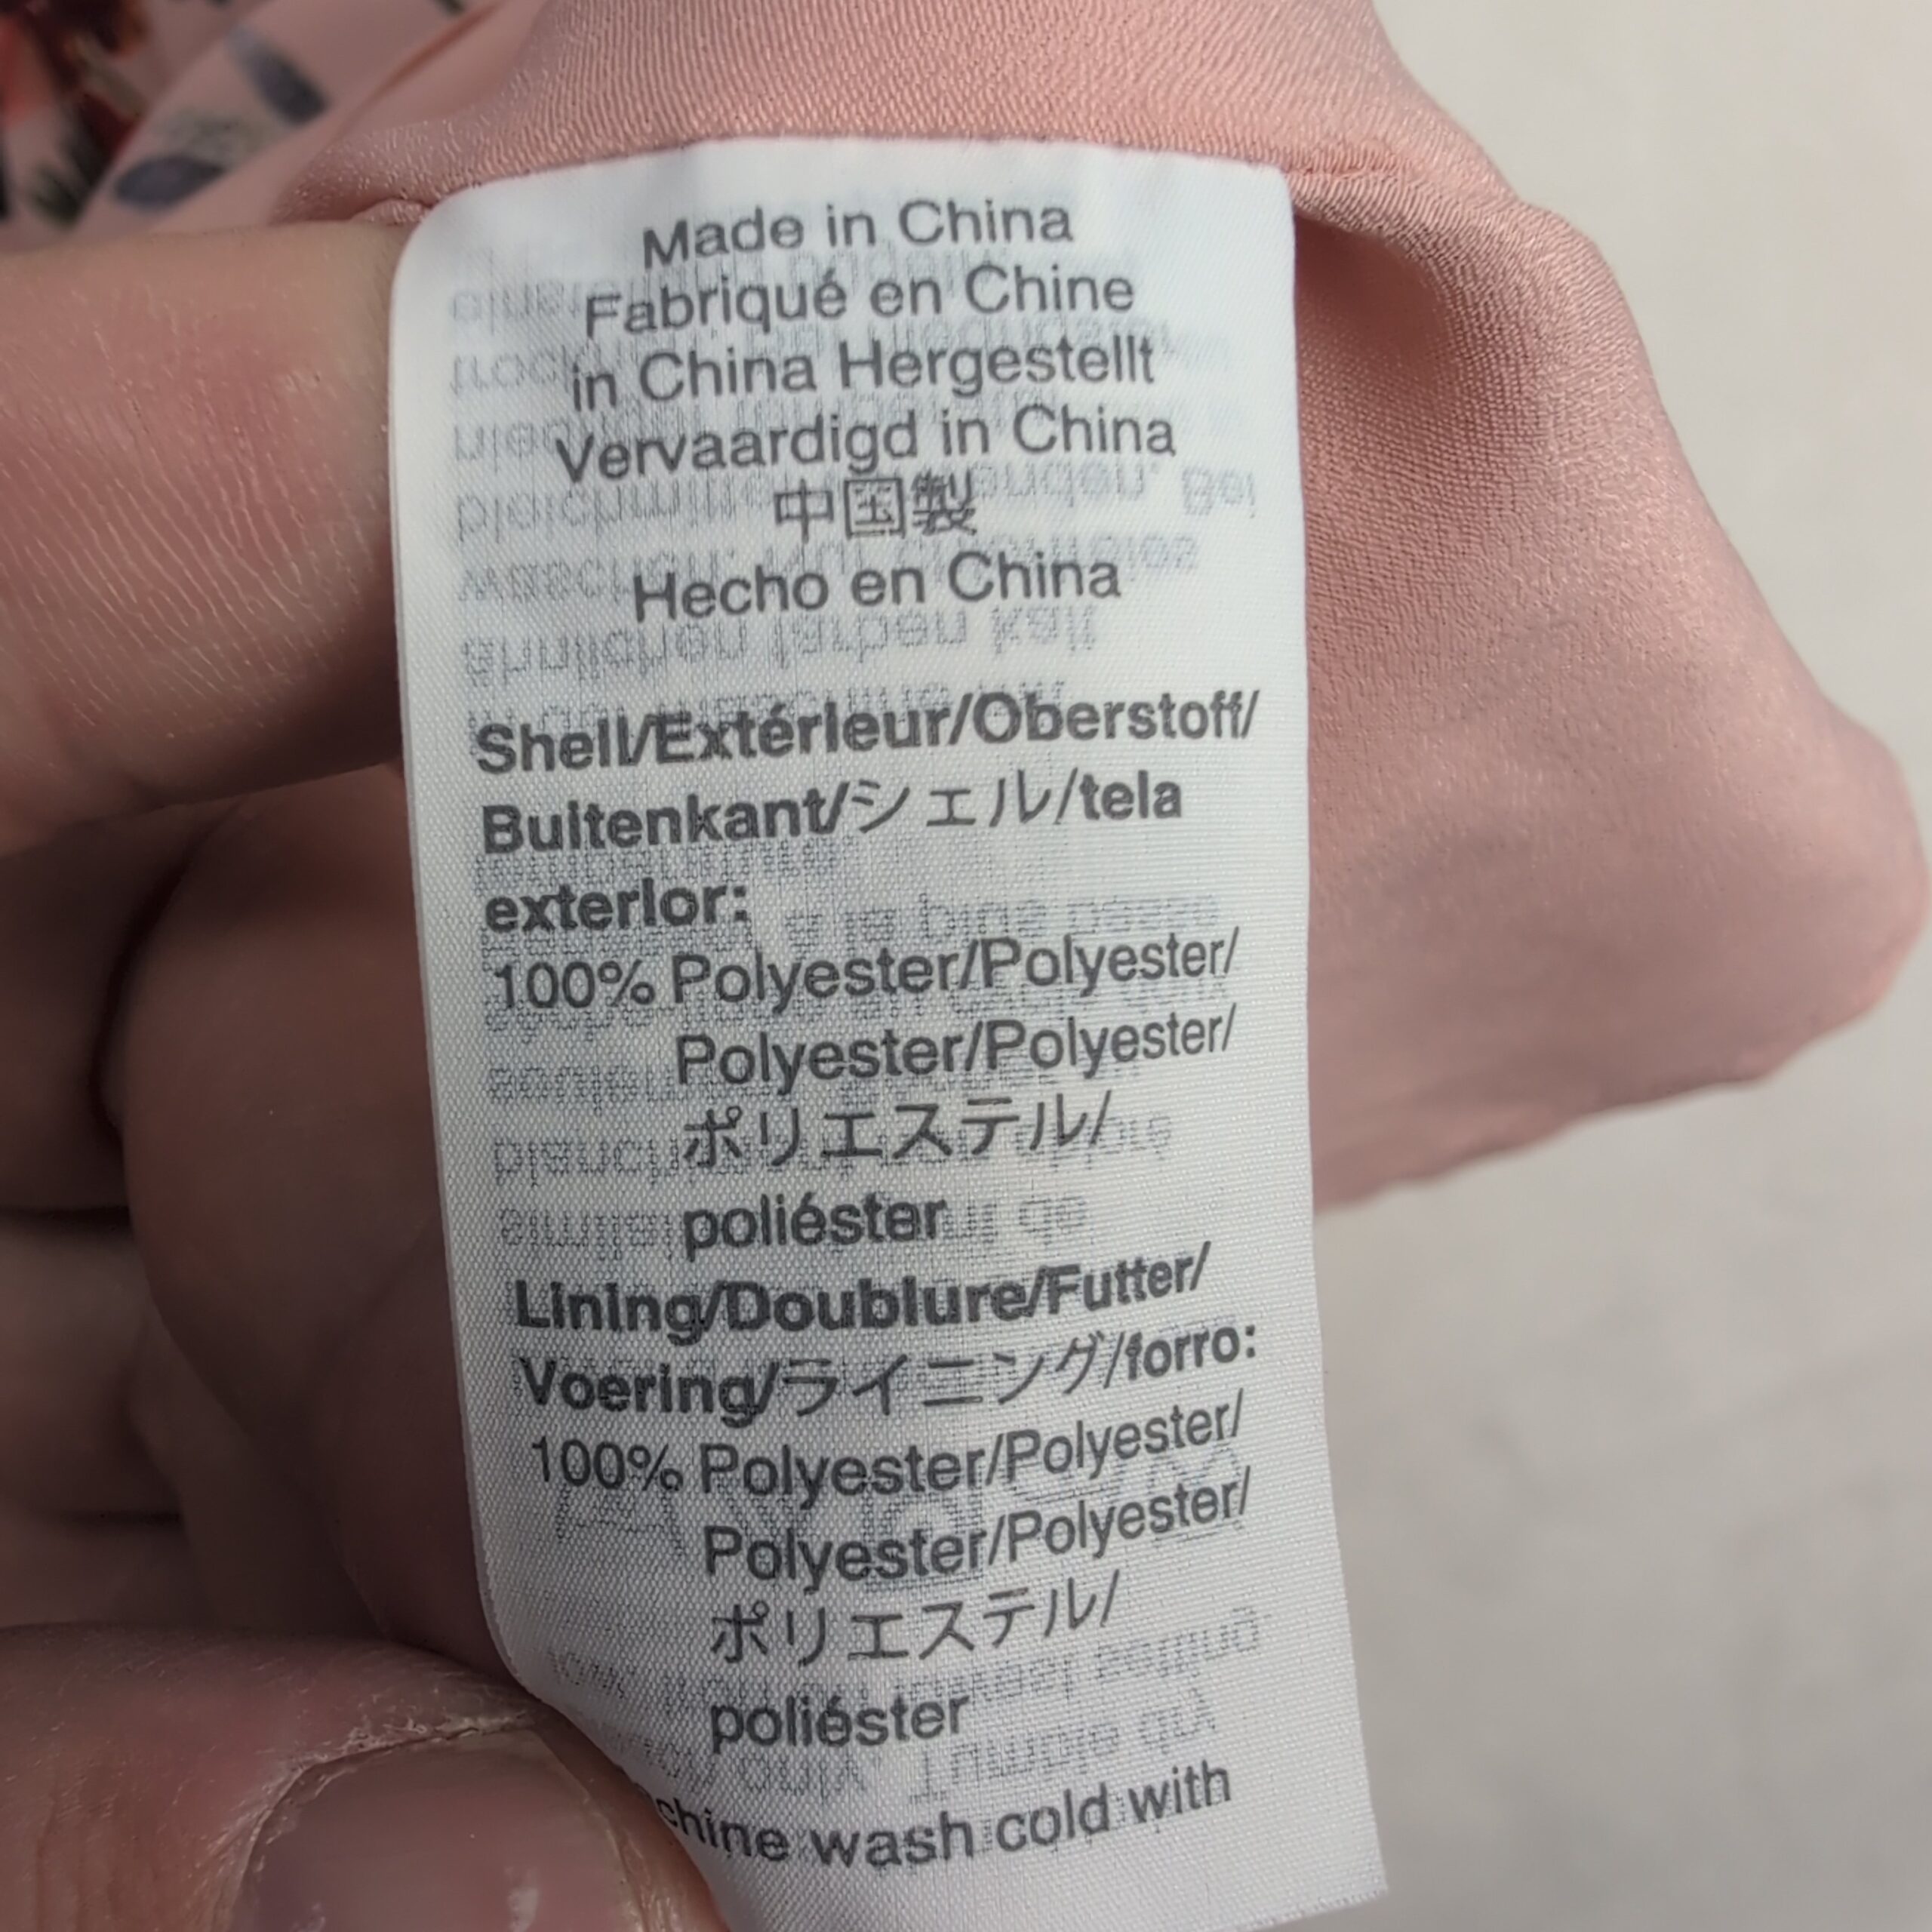 Made in China
Fabriqué en Chine
in China Hergestellt
Vervaardigd in China
中国製
Hecho en China
Shell/Extérieur/Oberstoff/
Buitenkant/シェル/tela
exterior:
100% Polyester/Polyester/
Polyester/Polyester/
ポリエステル/
poliéster
Lining/Doublure/Futter/
Voering/ライニング/forro:
100% Polyester/Polyester/
Polyester/Polyester/
ポリエステル/
poliéster
wash cold with